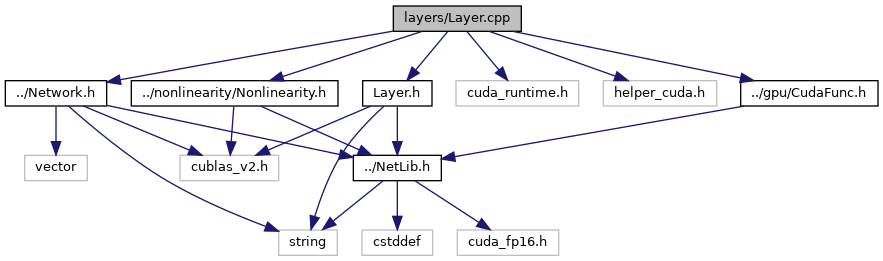 layers/Layer.cpp
../Network.h
../nonlinearity/Nonlinearity.h
Layer.h
cuda_runtime.h
helper_cuda.h
../gpu/CudaFunc.h
vector
cublas_v2.h
../NetLib.h
string
cstddef
cuda_fp16.h